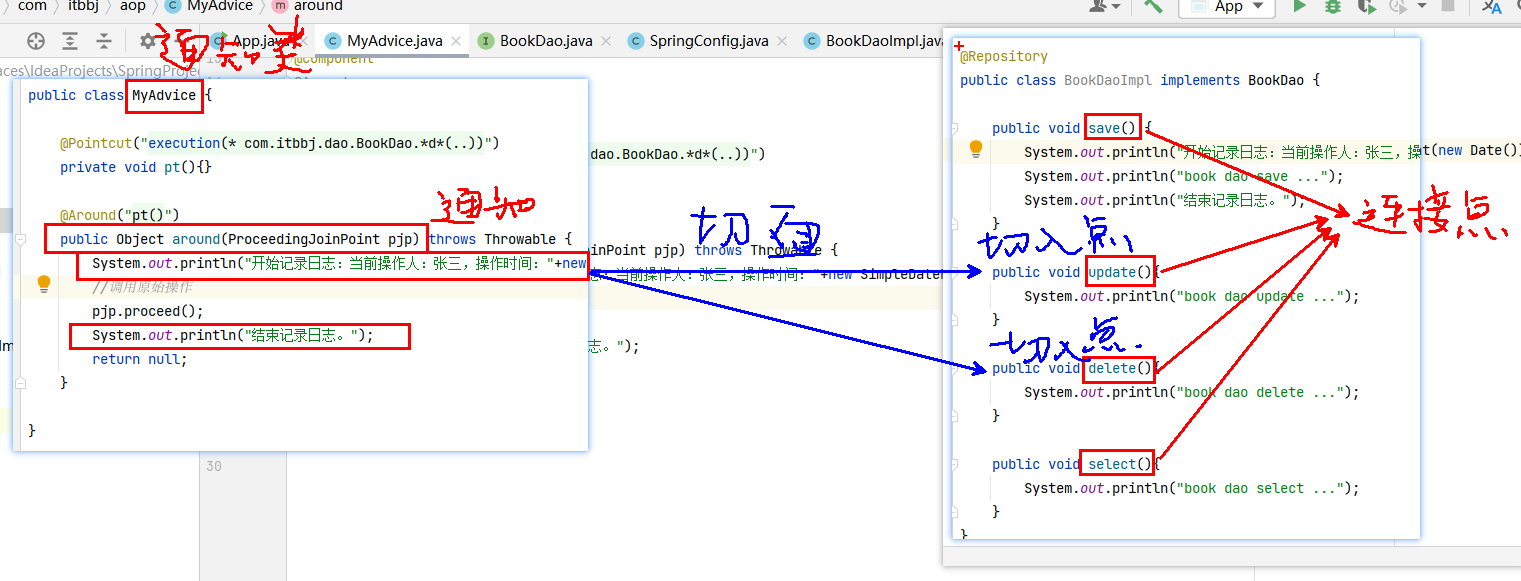 com itbbj aop MyAdvice around
App
App.java MyAdvice.java BookDao.java SpringConfig.java BookDaoImpl.java
通知类
@Component
aces\IdeaProjects\SpringProje
public class MyAdvice {
@Pointcut("execution(* com.itbbj.dao.BookDao.*d*(..))")
private void pt(){}
@Around("pt()")
通知
public Object around(ProceedingJoinPoint pjp) throws Throwable {
System.out.println("开始记录日志：当前操作人：张三，操作时间："+new
//调用原始操作
pjp.proceed();
System.out.println("结束记录日志。");
return null;
}
}
30
dao.BookDao.*d*(..))")
切面
inPoint pjp) throws Throwable {
志：当前操作人：张三，操作时间："+new SimpleDate
志。");
@Repository
public class BookDaoImpl implements BookDao {
public void save() {
System.out.println("开始记录日志：当前操作人：张三，操
t(new Date())
System.out.println("book dao save ...");
System.out.println("结束记录日志。");
}
连接点
切入点
public void update(){
System.out.println("book dao update ...");
}
切入点
public void delete(){
System.out.println("book dao delete ...");
}
public void select(){
System.out.println("book dao select ...");
}
}